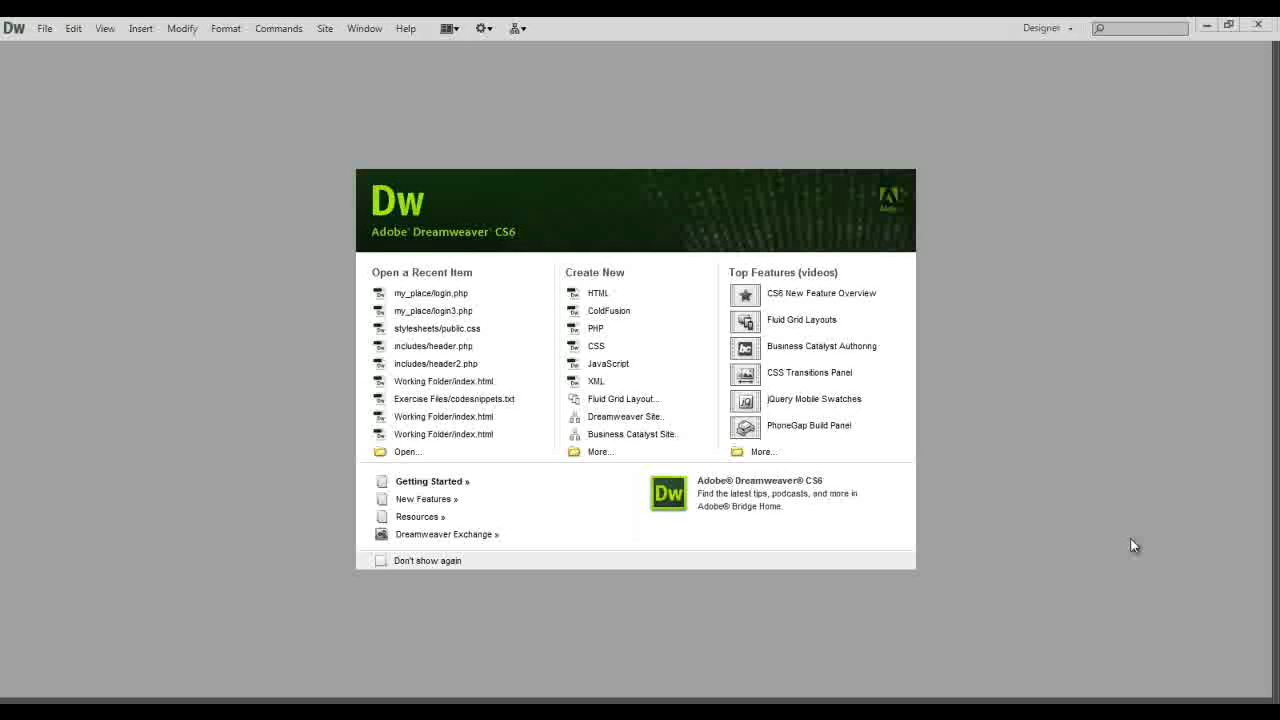 Dw File Edit View Insert Modify Format Commands Site Window Help Designer
Dw
Adobe® Dreamweaver® CS6
Open a Recent Item
my_place/login.php
my_place/login3.php
stylesheets/public.css
includes/header.php
includes/header2.php
Working Folder/index.html
Exercise Files/codesnippets.txt
Working Folder/index.html
Working Folder/index.html
Open...
Create New
HTML
ColdFusion
PHP
CSS
JavaScript
XML
Fluid Grid Layout...
Dreamweaver Site..
Business Catalyst Site..
More...
Top Features (videos)
CS6 New Feature Overview
Fluid Grid Layouts
Business Catalyst Authoring
CSS Transitions Panel
jQuery Mobile Swatches
PhoneGap Build Panel
More...
Getting Started »
New Features »
Resources »
Dreamweaver Exchange »
Dw
Adobe® Dreamweaver® CS6
Find the latest tips, podcasts, and more in
Adobe® Bridge Home.
Don't show again